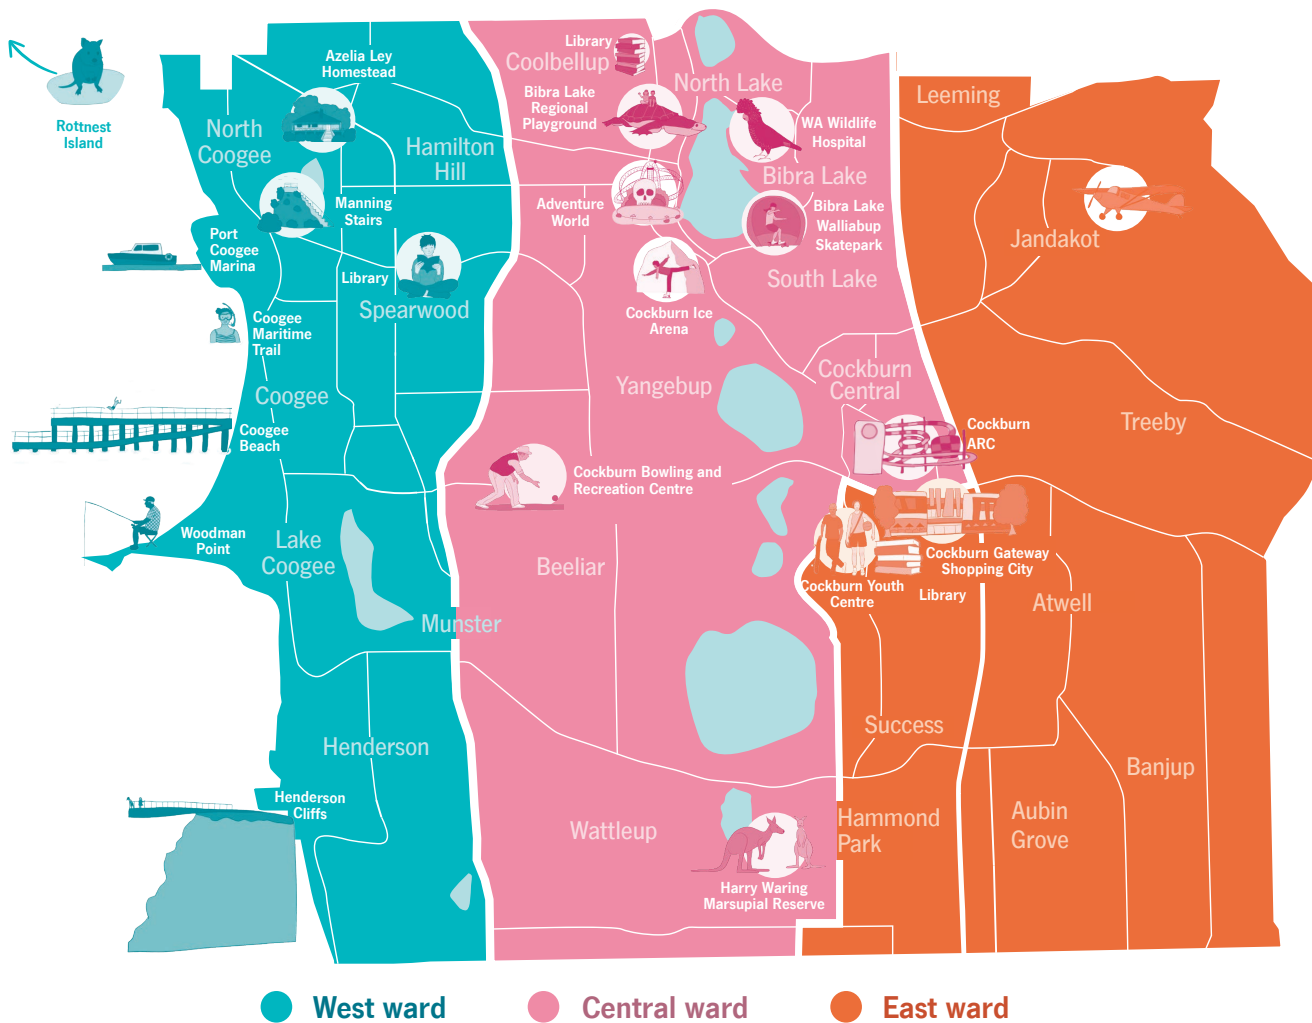 Rottnest
Island
Azelia Ley
Homestead
North
Coogee
Hamilton
Hill
Manning
Stairs
Port
Coogee
Marina
Library
Spearwood
Coogee
Maritime
Trail
Coogee
Coogee
Beach
Woodman
Point
Lake
Coogee
Munster
Henderson
Henderson
Cliffs
Library
Coolbellup
North Lake
Bibra Lake
Regional
Playground
WA Wildlife
Hospital
Bibra Lake
Adventure
World
Bibra Lake
Walliabup
Skatepark
South Lake
Cockburn Ice
Arena
Yangebup
Cockburn
Central
Cockburn
ARC
Cockburn Bowling and
Recreation Centre
Beeliar
Wattleup
Harry Waring
Marsupial Reserve
Leeming
Jandakot
Treeby
Cockburn Gateway
Shopping City
Cockburn Youth
Centre
Library
Atwell
Success
Banjup
Hammond
Park
Aubin
Grove
West ward
Central ward
East ward